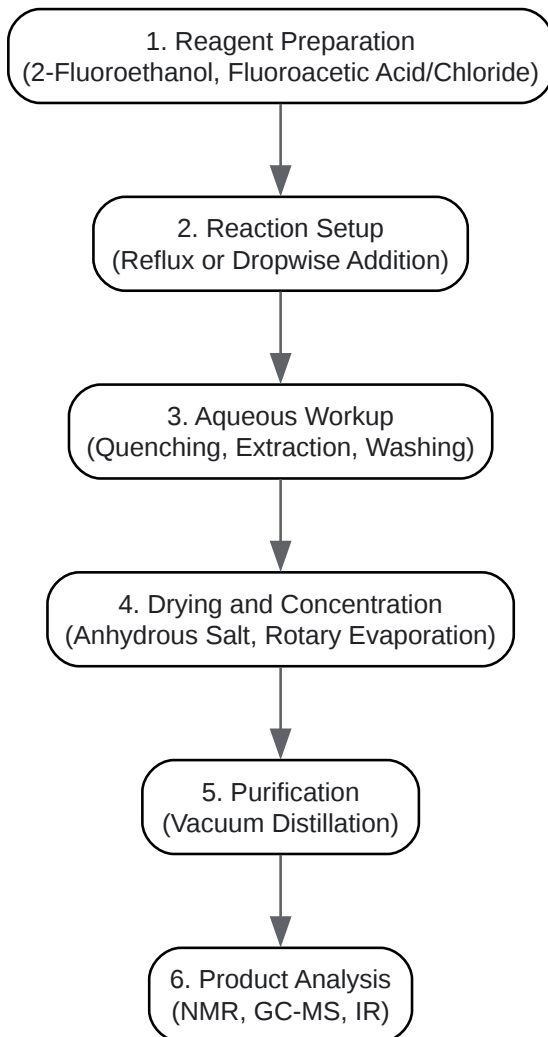 1. Reagent Preparation
(2-Fluoroethanol, Fluoroacetic Acid/Chloride)
2. Reaction Setup
(Reflux or Dropwise Addition)
3. Aqueous Workup
(Quenching, Extraction, Washing)
4. Drying and Concentration
(Anhydrous Salt, Rotary Evaporation)
5. Purification
(Vacuum Distillation)
6. Product Analysis
(NMR, GC-MS, IR)